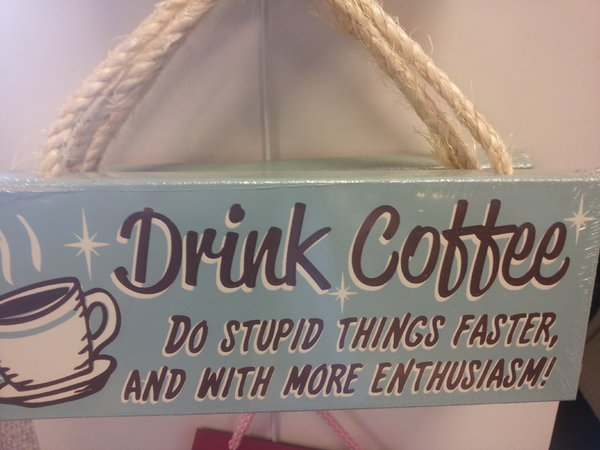 Drink Coffee
DO STUPID THINGS FASTER,
AND WITH MORE ENTHUSIASM!